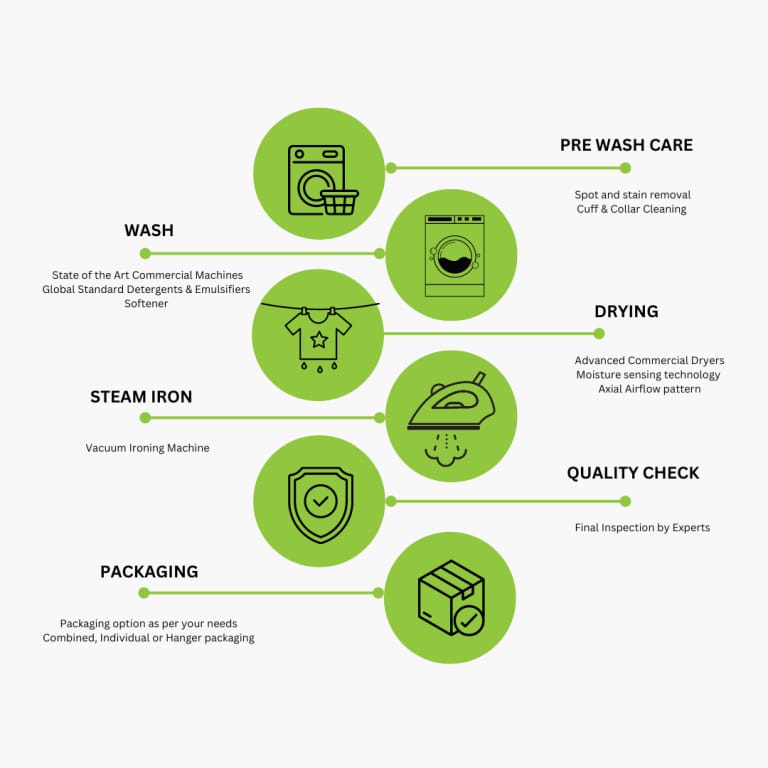 PRE WASH CARE
Spot and stain removal
Cuff & Collar Cleaning
WASH
State of the Art Commercial Machines
Global Standard Detergents & Emulsifiers
Softener
DRYING
Advanced Commercial Dryers
Moisture sensing technology
Axial Airflow pattern
STEAM IRON
Vacuum Ironing Machine
QUALITY CHECK
Final Inspection by Experts
PACKAGING
Packaging option as per your needs
Combined, Individual or Hanger packaging